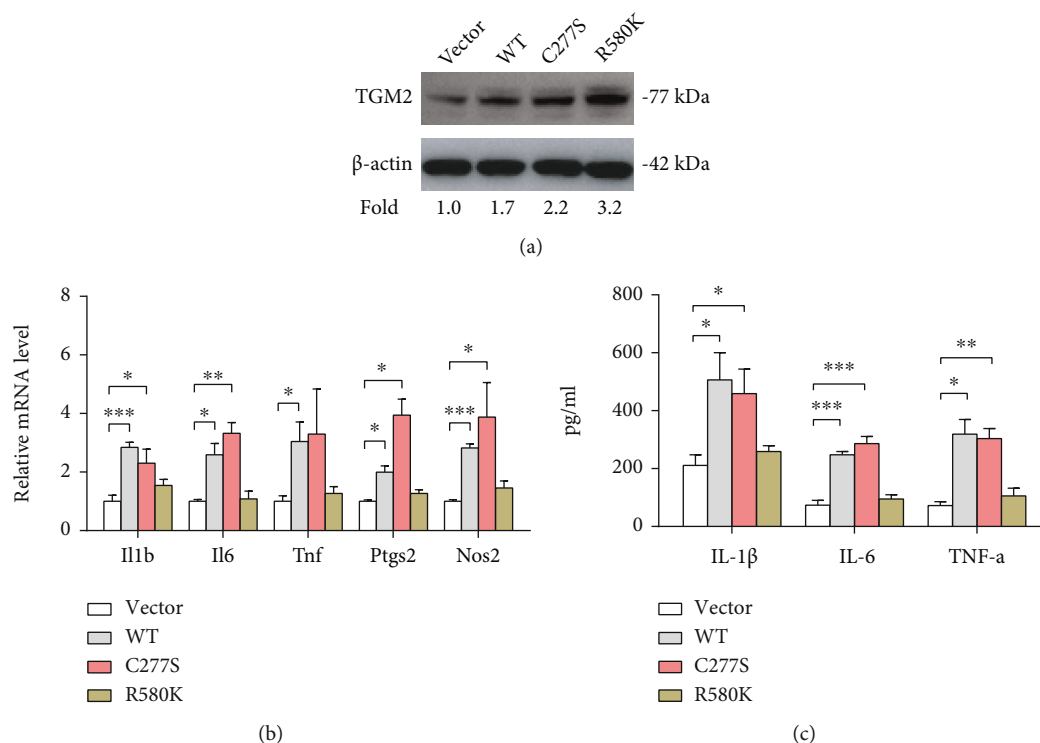 Vector WT C277S R580K
TGM2 -77 kDa
β-actin -42 kDa
Fold 1.0 1.7 2.2 3.2
(a)
Relative mRNA level
8
6
4
2
0
*
***
**
*
*
*
*
*
***
Il1b Il6 Tnf Ptgs2 Nos2
Vector
WT
C277S
R580K
(b)
pg/ml
800
600
400
200
0
*
*
***
***
**
*
IL-1β IL-6 TNF-a
Vector
WT
C277S
R580K
(c)